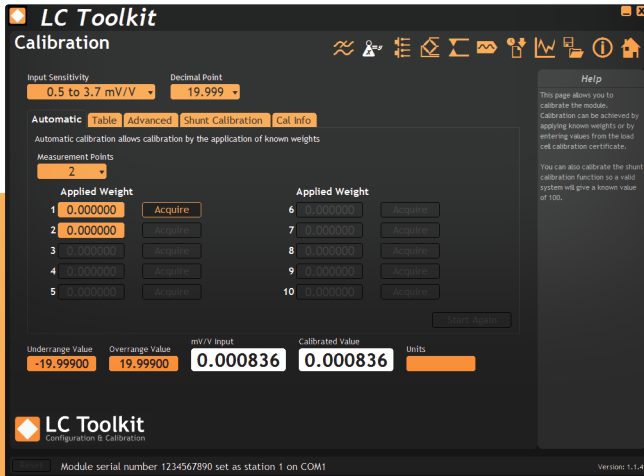 LC Toolkit
Calibration
Input Sensitivity
0.5 to 3.7 mV/V
Decimal Point
19.999
Automatic
Table
Advanced
Shunt Calibration
Cal Info
Automatic calibration allows calibration by the application of known weights
Measurement Points
2
Applied Weight
1 0.000000 Acquire
2 0.000000 Acquire
3 0.000000 Acquire
4 0.000000 Acquire
5 0.000000 Acquire
Applied Weight
6 0.000000 Acquire
7 0.000000 Acquire
8 0.000000 Acquire
9 0.000000 Acquire
10 0.000000 Acquire
Start Again
Underrange Value
-19.99900
Overrange Value
19.99900
mV/V Input
0.000836
Calibrated Value
0.000836
Units
Help
This page allows you to
calibrate the module.
Calibration can be achieved by
applying known weights or by
entering values from the load
cell calibration certificate.
You can also calibrate the shunt
calibration function so a valid
system will give a known value
of 100.
LC Toolkit
Configuration & Calibration
Reset
Module serial number 1234567890 set as station 1 on COM1
Version: 1.1.4